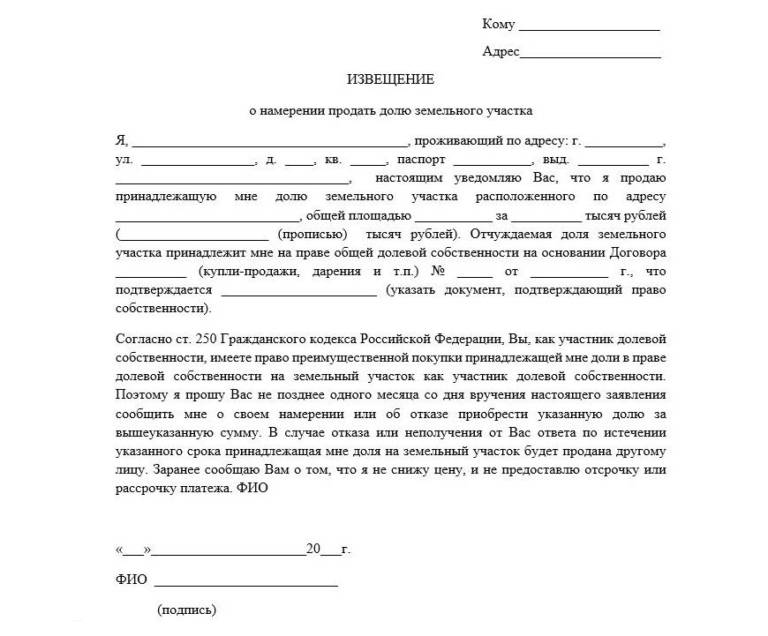 Кому ____________________
Адрес____________________
ИЗВЕЩЕНИЕ
о намерении продать долю земельного участка
Я, _______________________________________, проживающий по адресу: г. ___________,
ул. ________________, д. ____, кв. _____, паспорт ___________, выд. __________ г.
_________________________________, настоящим уведомляю Вас, что я продаю
принадлежащую мне долю земельного участка расположенного по адресу
__________________________, общей площадью ___________ за __________ тысяч рублей
(_____________________ (прописью) тысяч рублей). Отчуждаемая доля земельного
участка принадлежит мне на праве общей долевой собственности на основании Договора
__________ (купли-продажи, дарения и т.п.) № _____ от ___________ г., что
подтверждается ______________________ (указать документ, подтверждающий право
собственности).
Согласно ст. 250 Гражданского кодекса Российской Федерации, Вы, как участник долевой
собственности, имеете право преимущественной покупки принадлежащей мне доли в праве
долевой собственности на земельный участок как участник долевой собственности.
Поэтому я прошу Вас не позднее одного месяца со дня вручения настоящего заявления
сообщить мне о своем намерении или об отказе приобрести указанную долю за
вышеуказанную сумму. В случае отказа или неполучения от Вас ответа по истечении
указанного срока принадлежащая мне доля на земельный участок будет продана другому
лицу. Заранее сообщаю Вам о том, что я не снижу цену, и не предоставлю отсрочку или
рассрочку платежа. ФИО
«___»______________________20___г.
ФИО __________________________
(подпись)